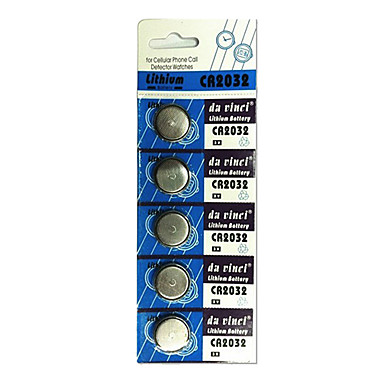 for Cellular Phone Call
Detector Watches
Lithium
Battery
CR2032
da vinci
Lithium Battery
CR2032
da vinci
Lithium Battery
CR2032
da vinci
Lithium Battery
CR2032
da vinci
Lithium Battery
CR2032
da vinci
Lithium Battery
CR2032